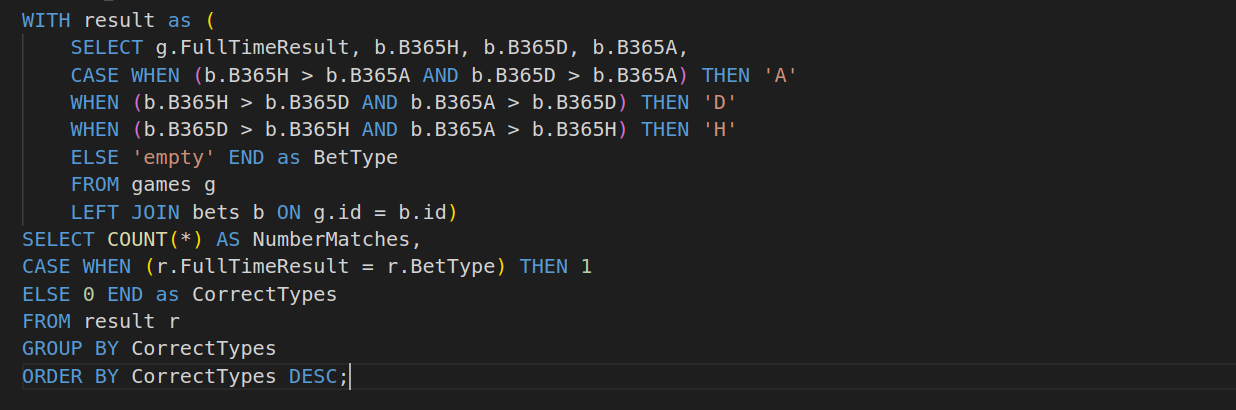 WITH result as (
SELECT g.FullTimeResult, b.B365H, b.B365D, b.B365A,
CASE WHEN (b.B365H > b.B365A AND b.B365D > b.B365A) THEN 'A'
WHEN (b.B365H > b.B365D AND b.B365A > b.B365D) THEN 'D'
WHEN (b.B365D > b.B365H AND b.B365A > b.B365H) THEN 'H'
ELSE 'empty' END as BetType
FROM games g
LEFT JOIN bets b ON g.id = b.id)
SELECT COUNT(*) AS NumberMatches,
CASE WHEN (r.FullTimeResult = r.BetType) THEN 1
ELSE 0 END as CorrectTypes
FROM result r
GROUP BY CorrectTypes
ORDER BY CorrectTypes DESC;